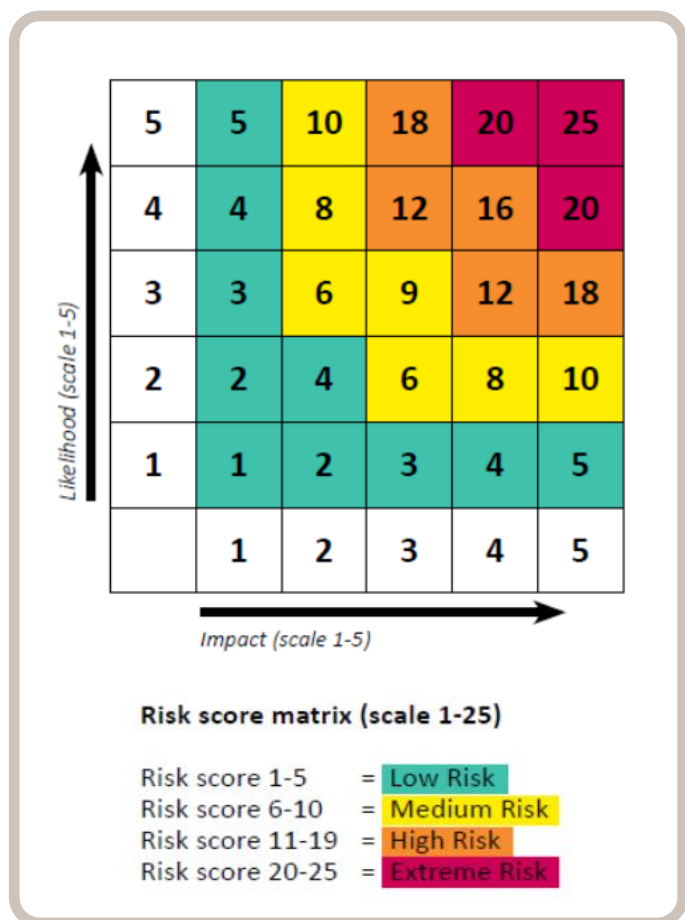 5 5 10 18 20 25
4 4 8 12 16 20
3 3 6 9 12 18
2 2 4 6 8 10
1 1 2 3 4 5
1 2 3 4 5
Likelihood (scale 1-5)
Impact (scale 1-5)
Risk score matrix (scale 1-25)
Risk score 1-5 = Low Risk
Risk score 6-10 = Medium Risk
Risk score 11-19 = High Risk
Risk score 20-25 = Extreme Risk